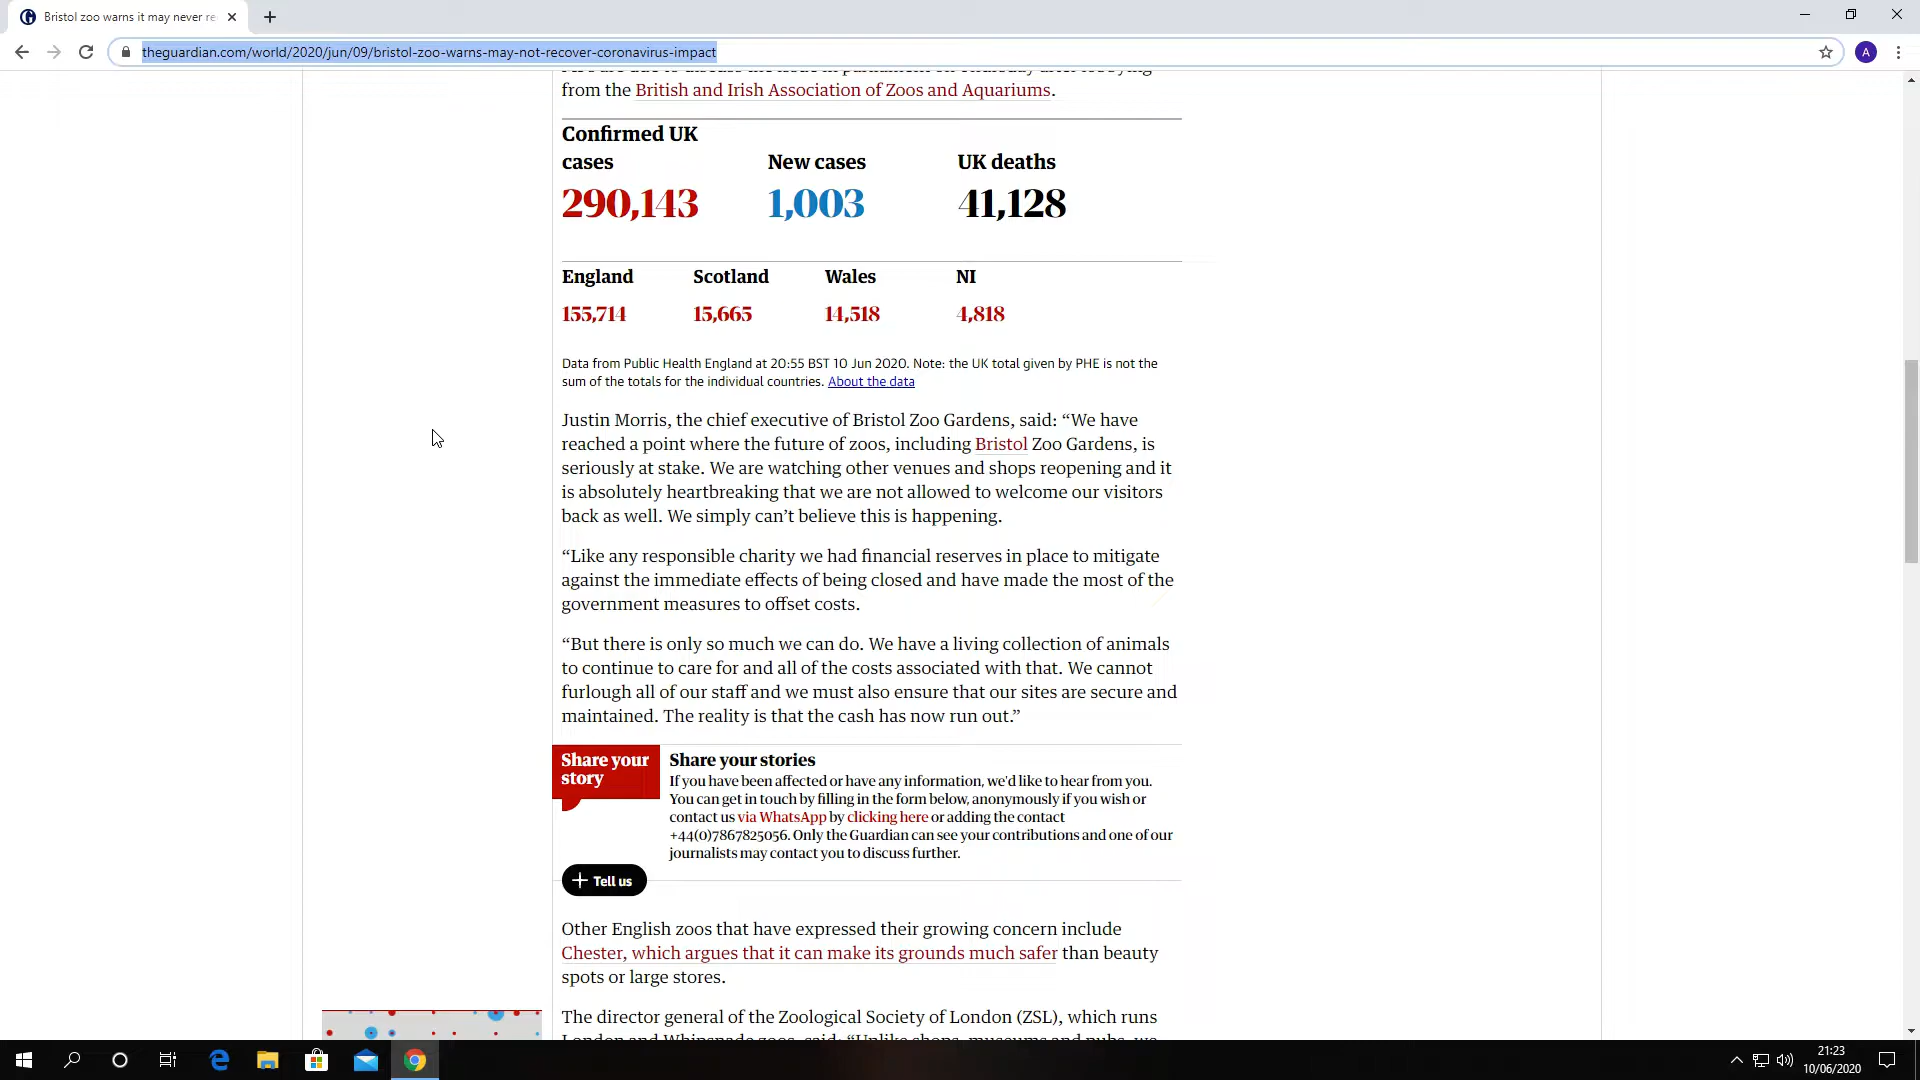 Bristol zoo warns it may never re
theguardian.com/world/2020/jun/09/bristol-zoo-warns-may-not-recover-coronavirus-impact
A
from the British and Irish Association of Zoos and Aquariums.
Confirmed UK
cases
New cases
UK deaths
290,143
1,003
41,128
England
Scotland
Wales
NI
155,714
15,665
14,518
4,818
Data from Public Health England at 20:55 BST 10 Jun 2020. Note: the UK total given by PHE is not the
sum of the totals for the individual countries. About the data
Justin Morris, the chief executive of Bristol Zoo Gardens, said: “We have
reached a point where the future of zoos, including Bristol Zoo Gardens, is
seriously at stake. We are watching other venues and shops reopening and it
is absolutely heartbreaking that we are not allowed to welcome our visitors
back as well. We simply can’t believe this is happening.
“Like any responsible charity we had financial reserves in place to mitigate
against the immediate effects of being closed and have made the most of the
government measures to offset costs.
“But there is only so much we can do. We have a living collection of animals
to continue to care for and all of the costs associated with that. We cannot
furlough all of our staff and we must also ensure that our sites are secure and
maintained. The reality is that the cash has now run out.”
Share your
story
Share your stories
If you have been affected or have any information, we'd like to hear from you.
You can get in touch by filling in the form below, anonymously if you wish or
contact us via WhatsApp by clicking here or adding the contact
+44(0)7867825056. Only the Guardian can see your contributions and one of our
journalists may contact you to discuss further.
Tell us
Other English zoos that have expressed their growing concern include
Chester, which argues that it can make its grounds much safer than beauty
spots or large stores.
The director general of the Zoological Society of London (ZSL), which runs
London and Whipsnade zoos, said: “Unlike shops, museums and pubs, we
21:23
10/06/2020